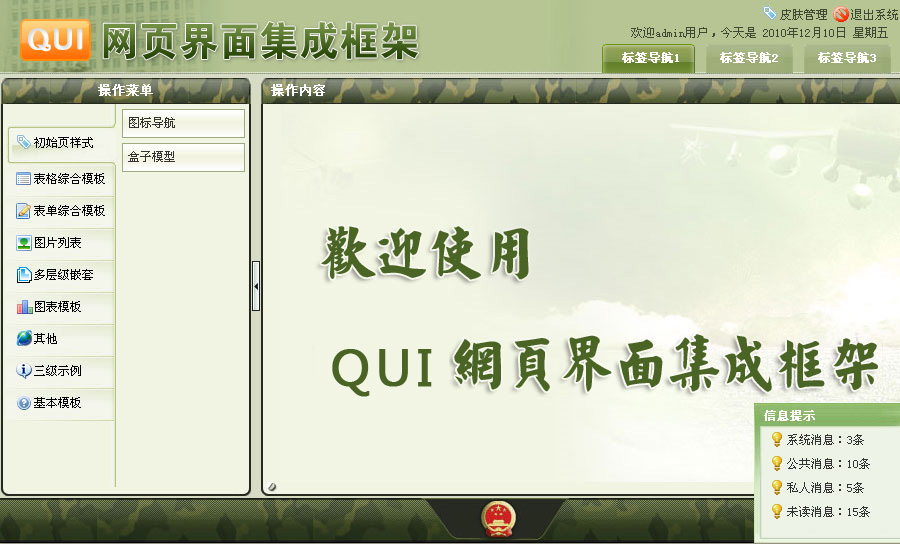 皮肤管理 退出系统
QUI 网页界面集成框架
欢迎admin用户，今天是 2010年12月10日 星期五
标签导航1 标签导航2 标签导航3
操作菜单
操作内容
图标导航
盒子模型
初始页样式
表格综合模板
表单综合模板
图片列表
多层级嵌套
图表模板
其他
三级示例
基本模板
歡迎使用
QUI 網頁界面集成框架
信息提示
系统消息：3条
公共消息：10条
私人消息：5条
未读消息：15条